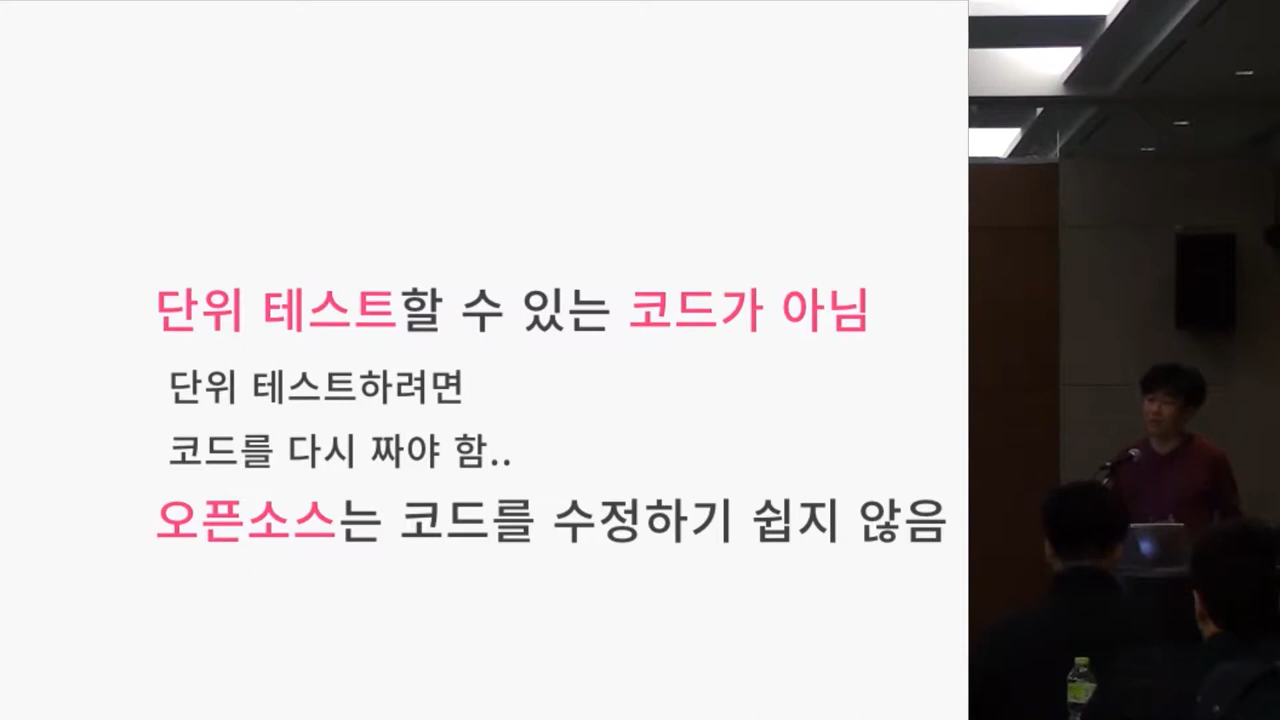 단위 테스트할 수 있는 코드가 아님
단위 테스트하려면
코드를 다시 짜야 함..
오픈소스는 코드를 수정하기 쉽지 않음